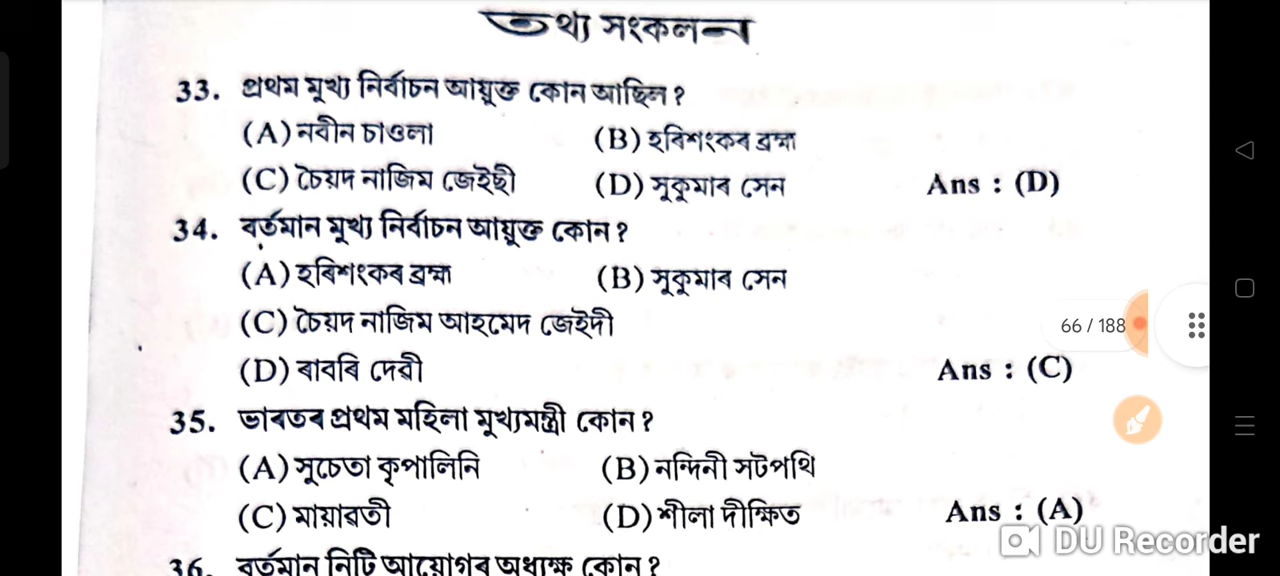 তথ্য সংকলন
33. প্ৰথম মুখ্য নিৰ্বাচন আয়ুক্ত কোন আছিল?
(A) নবীন চাওলা (B) হৰিশংকৰ ব্ৰহ্মা
(C) চৈয়দ নাজিম জেইছী (D) সুকুমাৰ সেন Ans : (D)
34. বৰ্তমান মুখ্য নিৰ্বাচন আয়ুক্ত কোন?
(A) হৰিশংকৰ ব্ৰহ্মা (B) সুকুমাৰ সেন
(C) চৈয়দ নাজিম আহমেদ জেইদী
66 / 188
(D) ৰাবৰি দেৱী Ans : (C)
35. ভাৰতৰ প্ৰথম মহিলা মুখ্যমন্ত্ৰী কোন?
(A) সুচেতা কৃপালিনি (B) নন্দিনী সটপথি
(C) মায়াৱতী (D) শীলা দীক্ষিত Ans : (A)
DU Recorder
36. বৰ্তমান নিটি আয়োগৰ অধ্যক্ষ কোন?